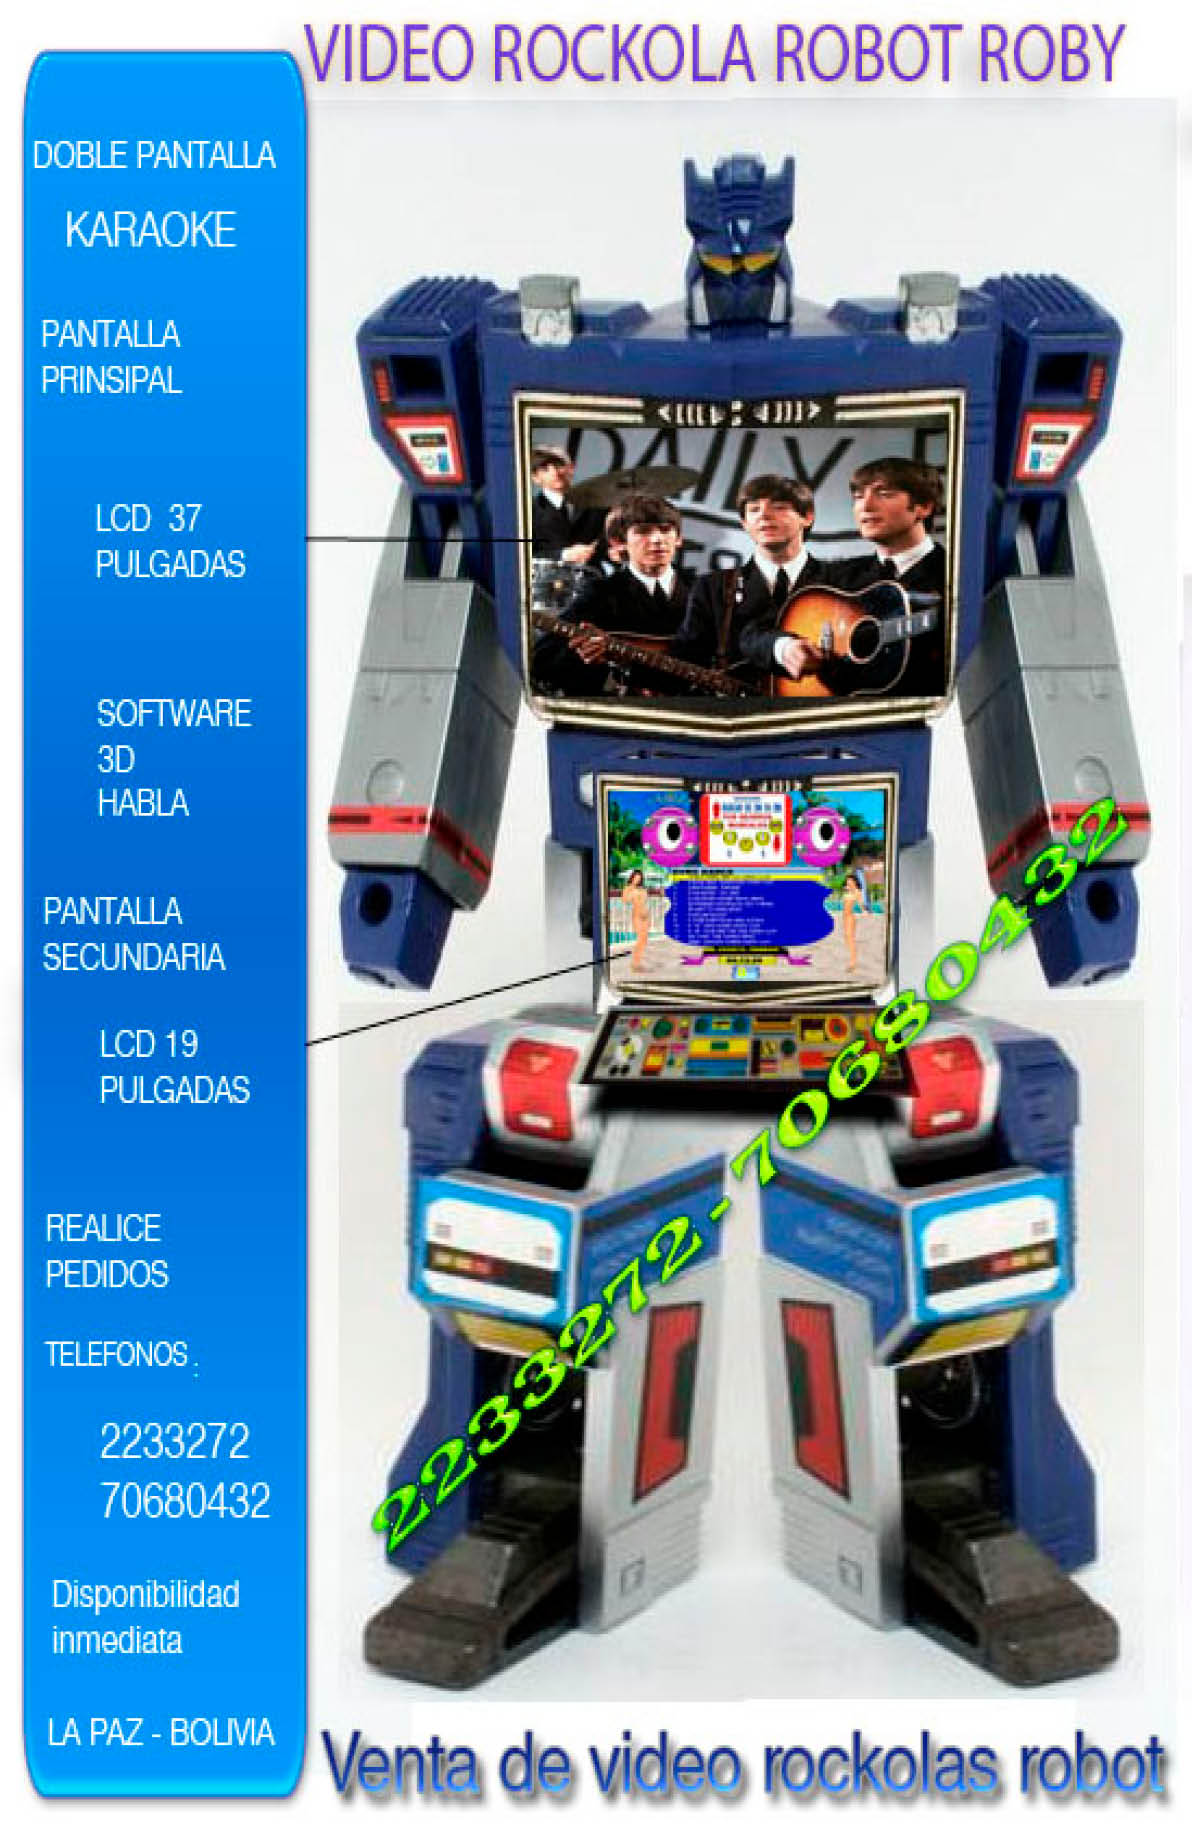 VIDEO ROCKOLA ROBOT ROBY
DOBLE PANTALLA
KARAOKE
PANTALLA
PRINSIPAL
LCD 37
PULGADAS
SOFTWARE
3D
HABLA
PANTALLA
SECUNDARIA
LCD 19
PULGADAS
REALICE
PEDIDOS
TELEFONOS .
2233272
70680432
Disponibilidad
inmediata
LA PAZ - BOLIVIA
DAILY
2233272 - 70680432
Venta de video rockolas robot